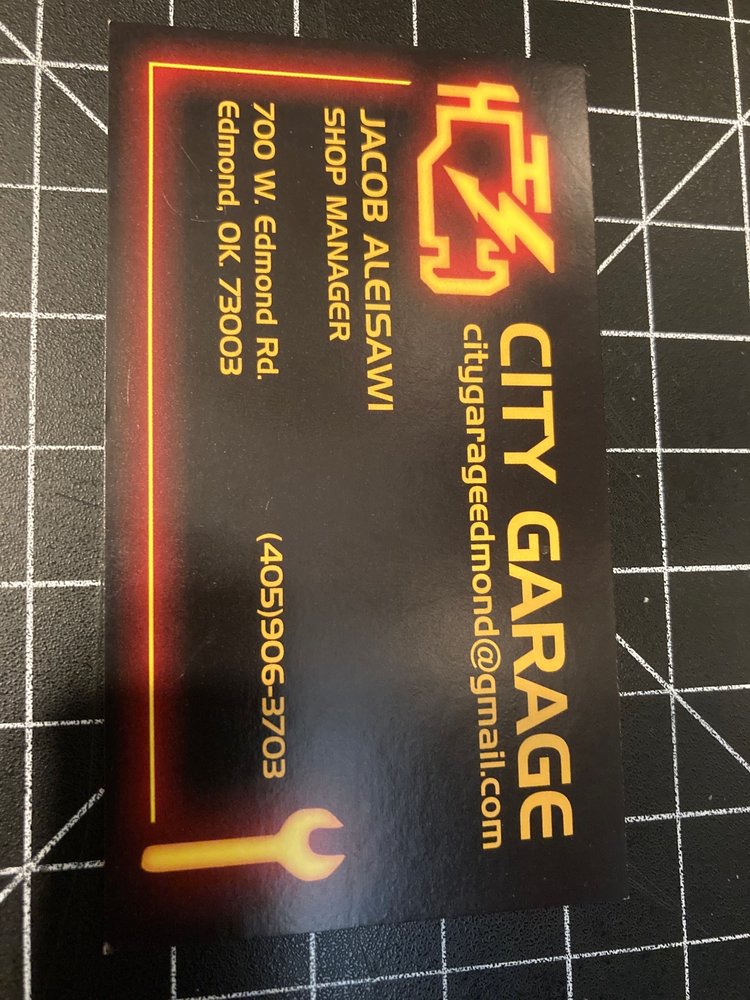 CITY GARAGE
citygarageedmond@gmail.com
JACOB ALEISAWI
SHOP MANAGER
700 W. Edmond Rd.
Edmond, OK. 73003
(405)906-3703